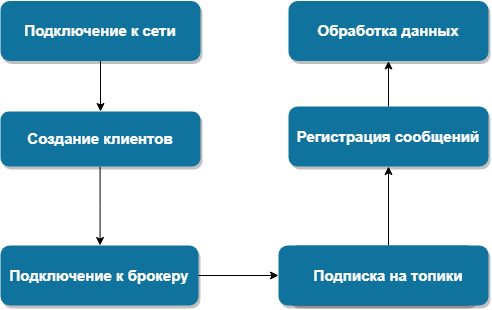 Подключение к сети
Создание клиентов
Подключение к брокеру
Подписка на топики
Регистрация сообщений
Обработка данных